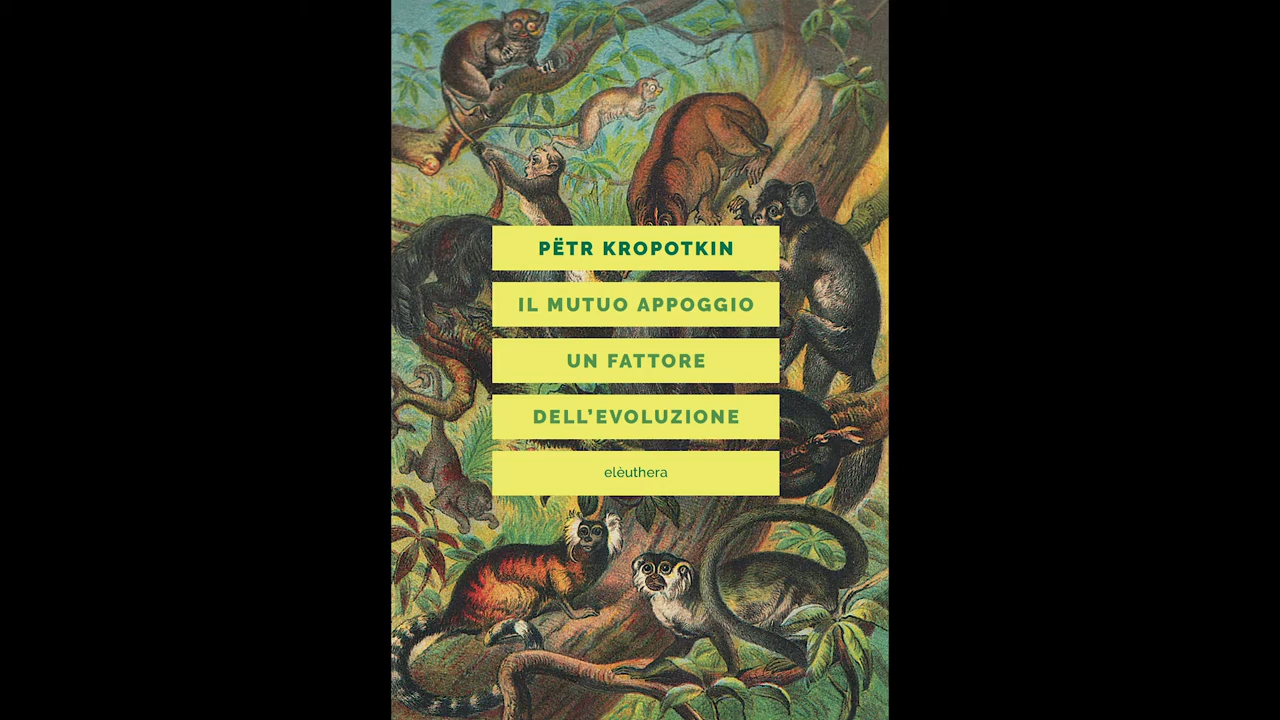 PËTR KROPOTKIN
IL MUTUO APPOGGIO
UN FATTORE
DELL’EVOLUZIONE
elèuthera